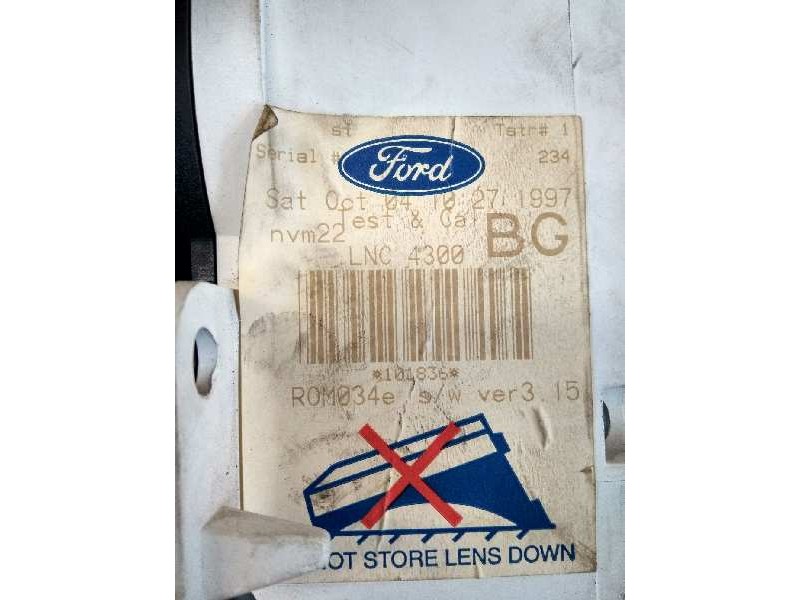 st Tstr# 1
Serial # 234
Ford
Sat Oct 04 10:27 1997
Test & Ca
nvm22 BG
LNC 4300
*101836*
ROM034e s/w ver3.15
NOT STORE LENS DOWN